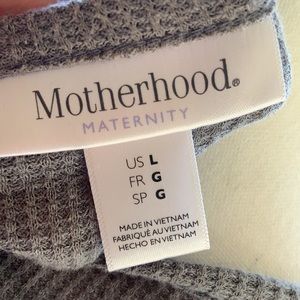 Motherhood®
MATERNITY
US L
FR G
SP G
MADE IN VIETNAM
FABRIQUÉ AU VIETNAM
HECHO EN VIETNAM